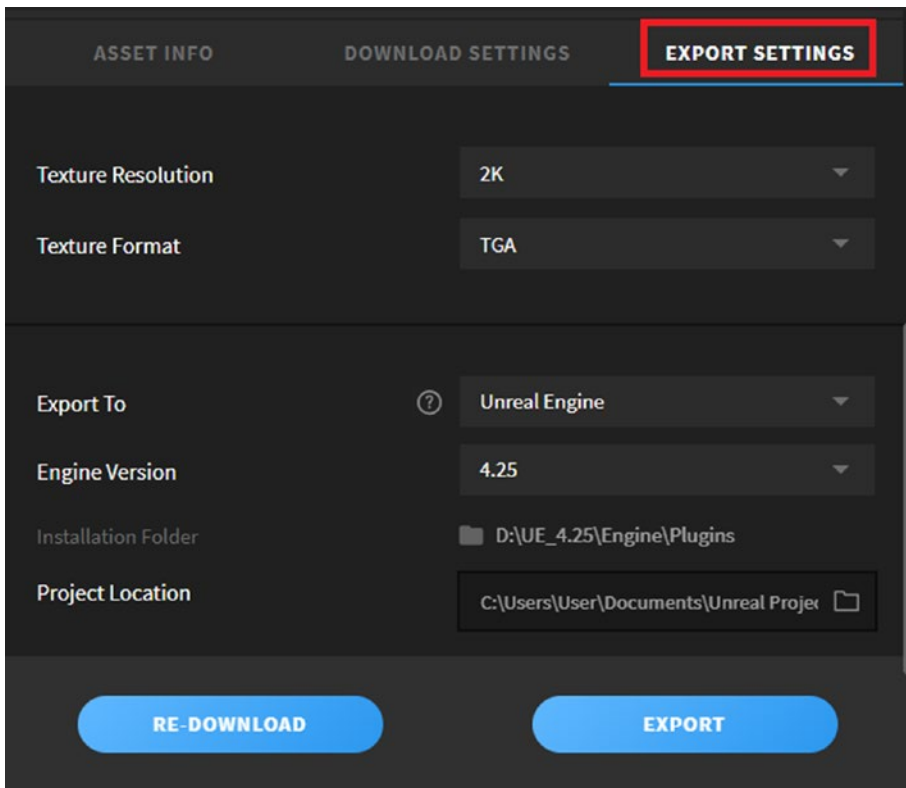 ASSET INFO DOWNLOAD SETTINGS EXPORT SETTINGS
Texture Resolution 2K
Texture Format TGA
Export To ? Unreal Engine
Engine Version 4.25
Installation Folder D:\UE_4.25\Engine\Plugins
Project Location C:\Users\User\Documents\Unreal Projec
RE-DOWNLOAD EXPORT